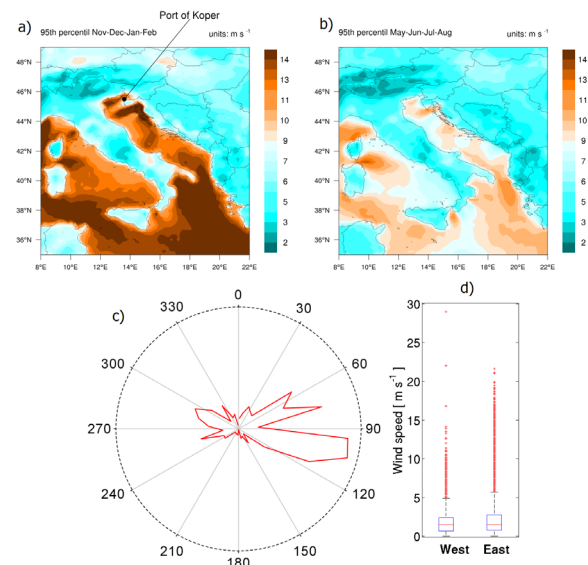 Port of Koper
a)
95th percentil Nov-Dec-Jan-Feb
units: m s⁻¹
48°N
46°N
44°N
42°N
40°N
38°N
36°N
8°E 10°E 12°E 14°E 16°E 18°E 20°E 22°E
14
13
11
10
9
7
6
5
3
2
b)
95th percentil May-Jun-Jul-Aug
units: m s⁻¹
48°N
46°N
44°N
42°N
40°N
38°N
36°N
8°E 10°E 12°E 14°E 16°E 18°E 20°E 22°E
14
13
11
10
9
7
6
5
3
2
c)
0
30
60
90
120
150
180
210
240
270
300
330
d)
Wind speed [ m s⁻¹]
30
25
20
15
10
5
0
West East